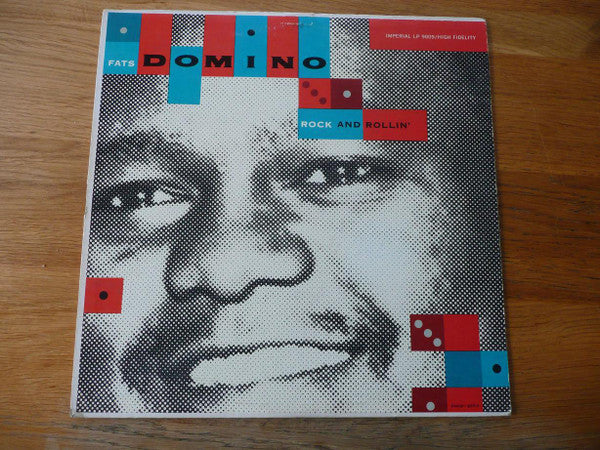 IMPERIAL LP 9009/HIGH FIDELITY
FATS DOMINO
ROCK AND ROLLIN'